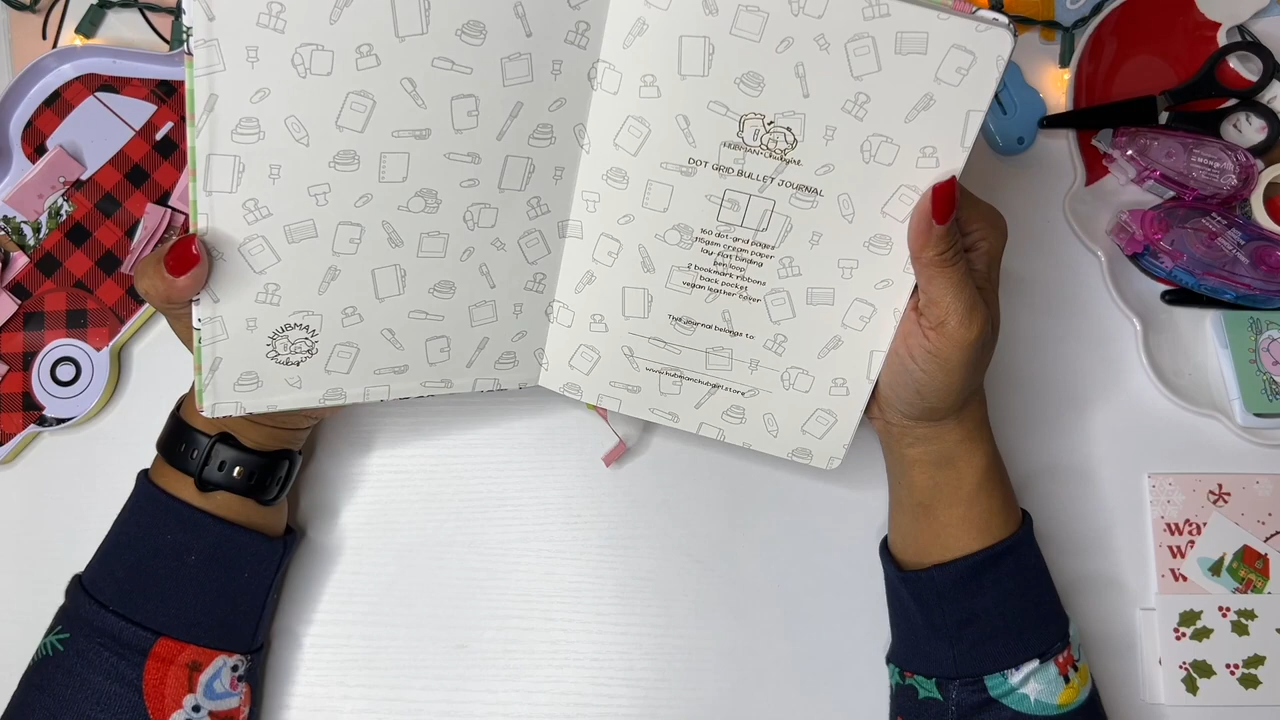 HUBMAN
Chubgirl
HUBMAN+Chubgirl
DOT GRID BULLET JOURNAL
160 dot-grid pages
115gsm cream paper
lay-flat binding
pen loop
2 bookmark ribbons
back pocket
vegan leather cover
This journal belongs to:
www.hubmanchubgirl.store